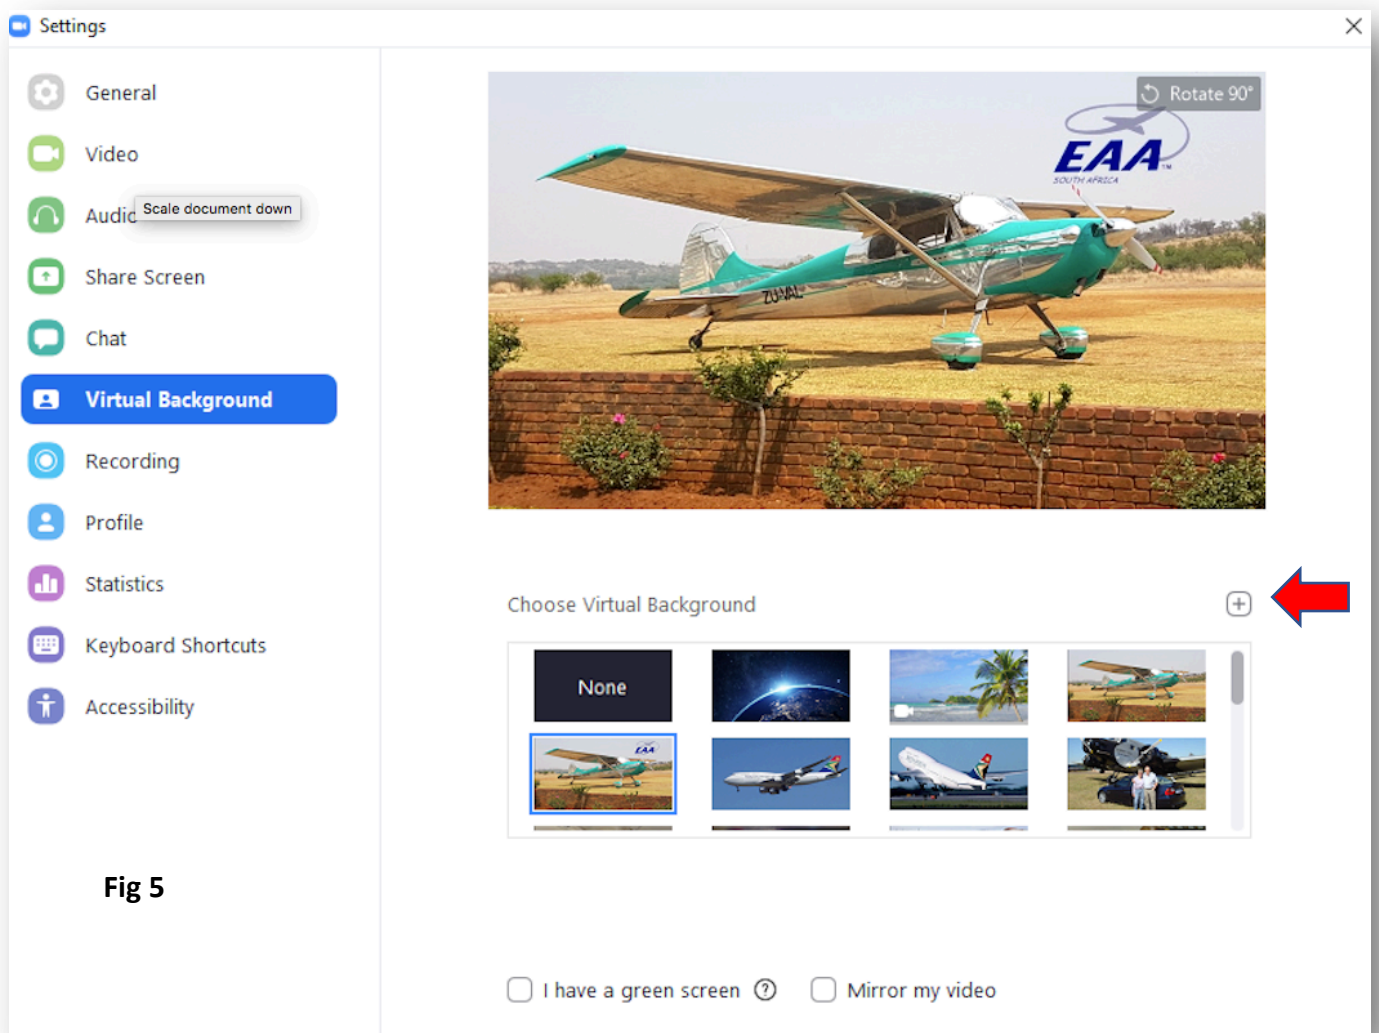 Settings
General
Video
Audio
Scale document down
Share Screen
Chat
Virtual Background
Recording
Profile
Statistics
Keyboard Shortcuts
Accessibility
Fig 5
Rotate 90°
EAA™
SOUTH AFRICA
ZU-VAL
Choose Virtual Background
None
EAA
I have a green screen
Mirror my video